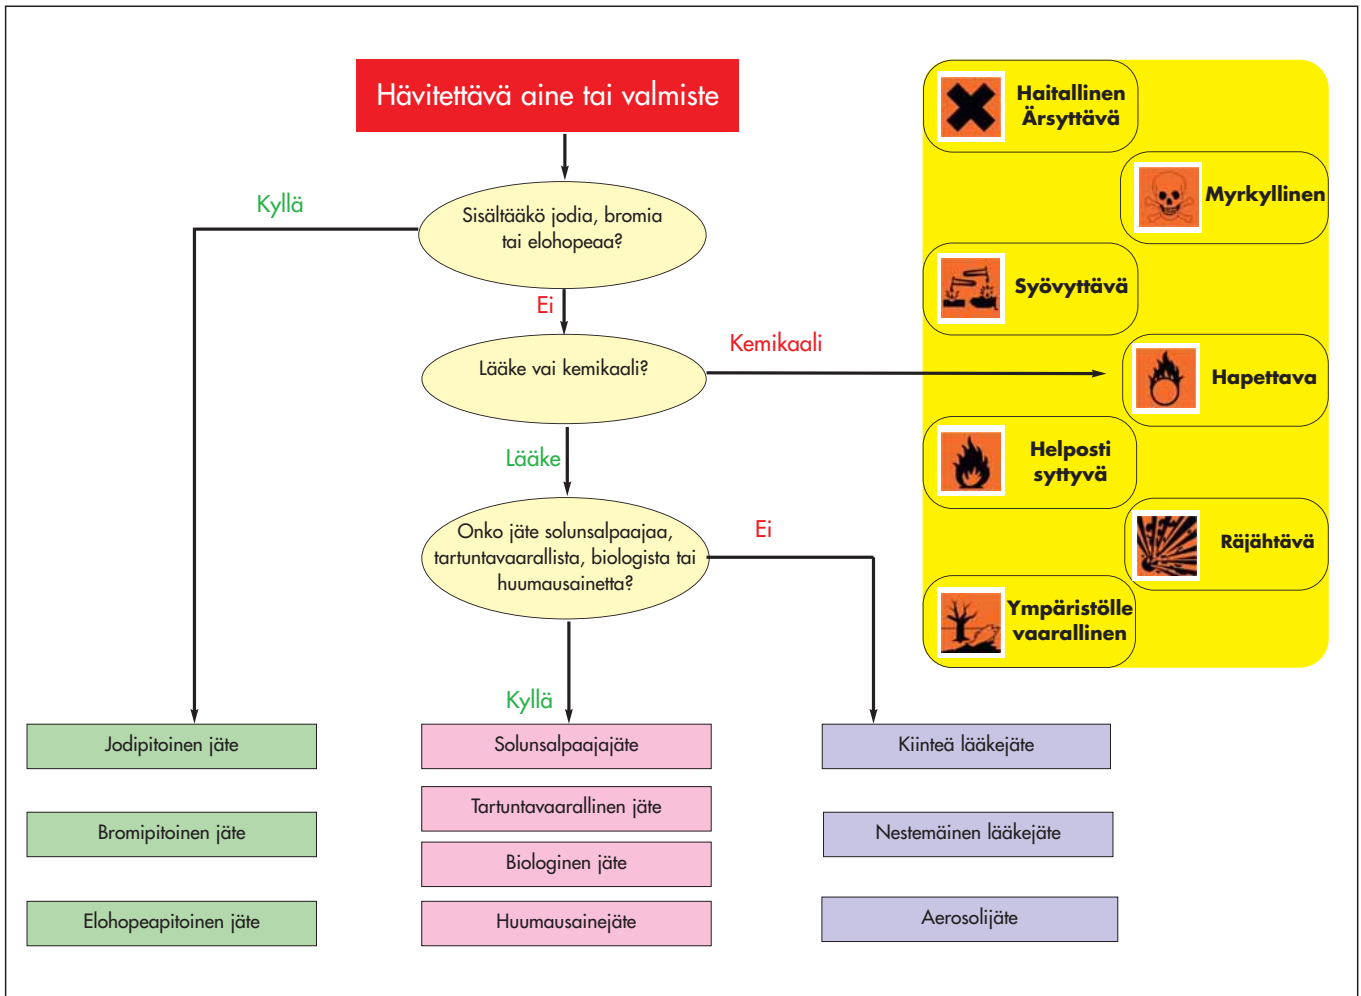 Hävitettävä aine tai valmiste
Kyllä
Sisältääkö jodia, bromia
tai elohopeaa?
Ei
Lääke vai kemikaali?
Kemikaali
Lääke
Onko jäte solunsalpaajaa,
tartuntavaarallista, biologista tai
huumausainetta?
Ei
Kyllä
Jodipitoinen jäte
Bromipitoinen jäte
Elohopeapitoinen jäte
Solunsalpaajajäte
Tartuntavaarallinen jäte
Biologinen jäte
Huumausainejäte
Kiinteä lääkejäte
Nestemäinen lääkejäte
Aerosolijäte
Haitallinen
Ärsyttävä
Myrkyllinen
Syövyttävä
Hapettava
Helposti
syttyvä
Räjähtävä
Ympäristölle
vaarallinen